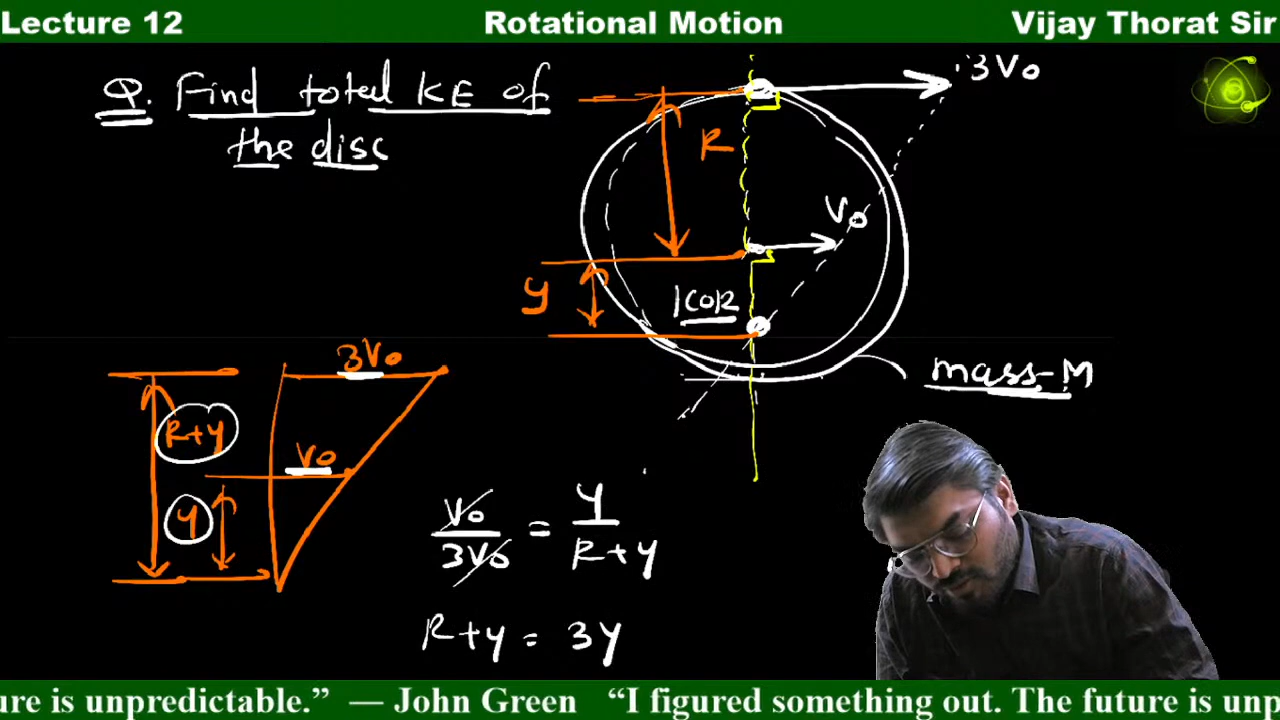 Lecture 12
Rotational Motion
Vijay Thorat Sir
Q. Find total KE of
the disc
3V₀
R
V₀
y
ICOR
mass-M
3V₀
R+y
V₀
y
V₀/3V₀ = y/R+y
R+y = 3y
ure is unpredictable.” — John Green “I figured something out. The future is unp